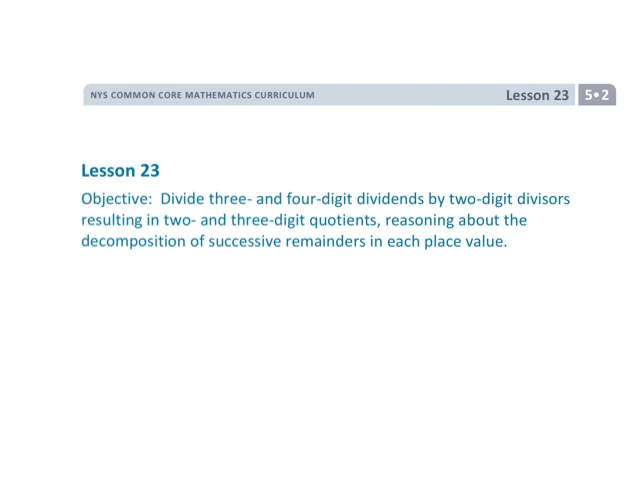 NYS COMMON CORE MATHEMATICS CURRICULUM Lesson 23 5•2
Lesson 23
Objective: Divide three- and four-digit dividends by two-digit divisors
resulting in two- and three-digit quotients, reasoning about the
decomposition of successive remainders in each place value.